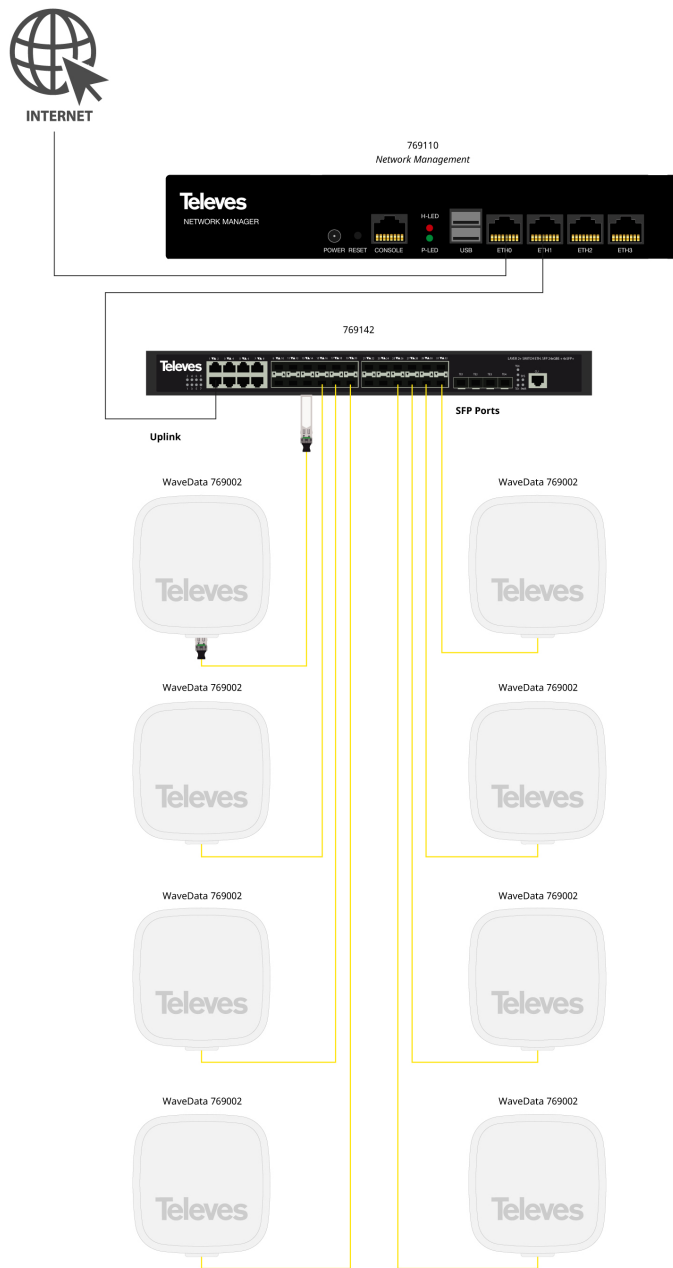 INTERNET
769110
Network Management
Televes
NETWORK MANAGER
H-LED
POWER RESET CONSOLE P-LED USB ETH0 ETH1 ETH2 ETH3
769142
Televes
Uplink
SFP Ports
WaveData 769002
WaveData 769002
Televes
Televes
WaveData 769002
WaveData 769002
Televes
Televes
WaveData 769002
WaveData 769002
Televes
Televes
WaveData 769002
WaveData 769002
Televes
Televes